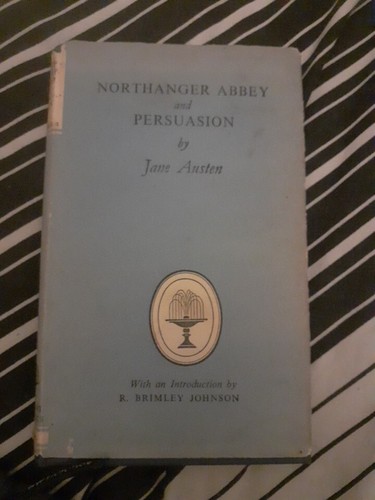 NORTHANGER ABBEY
and
PERSUASION
by
Jane Austen
With an Introduction by
R. BRIMLEY JOHNSON